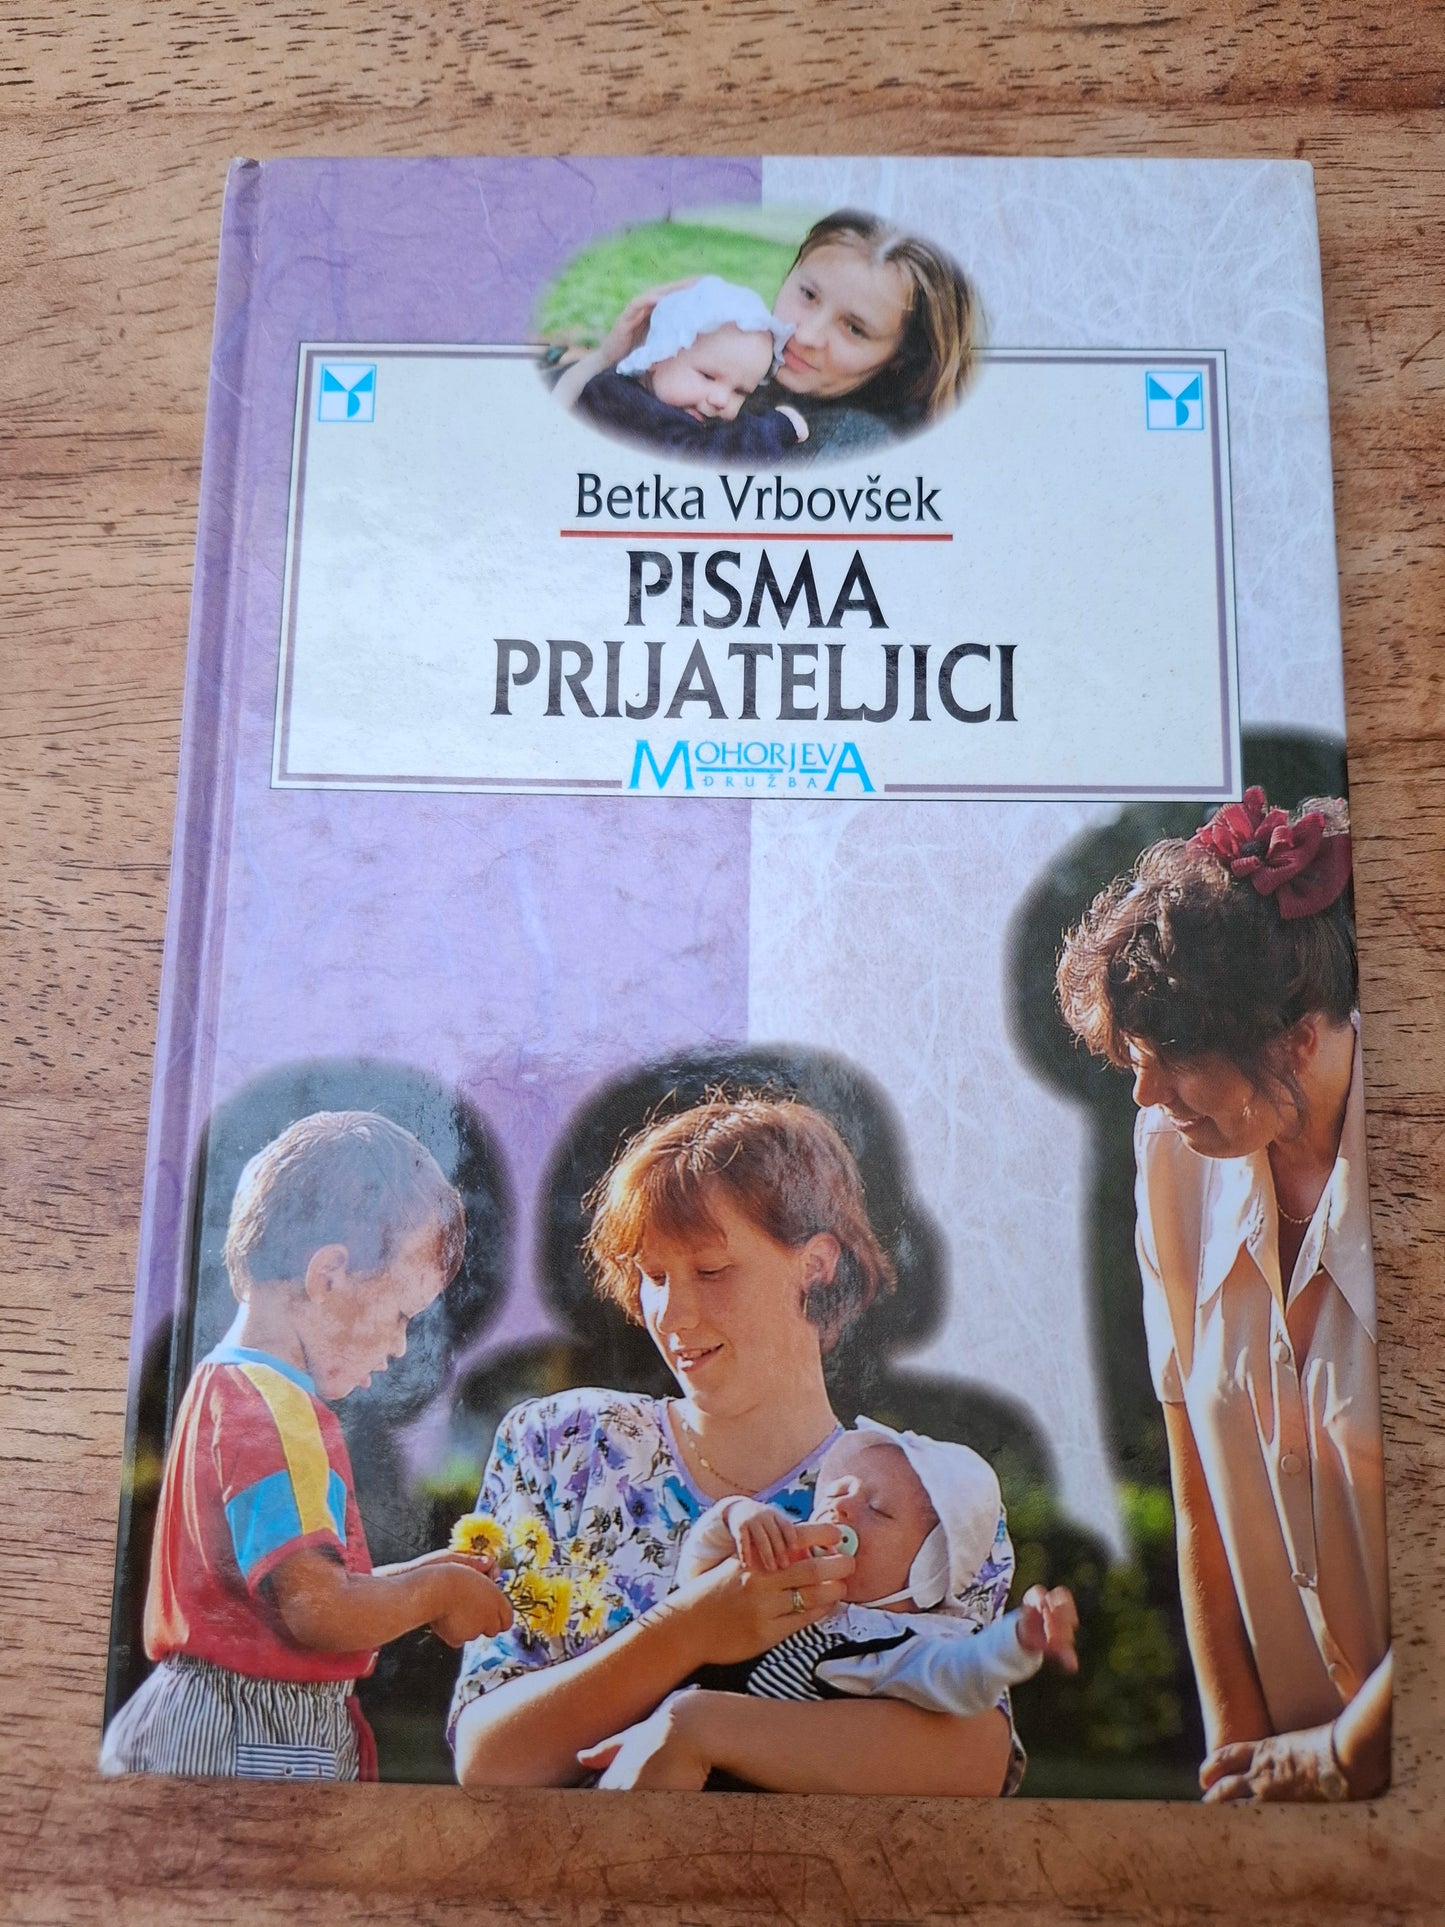 Betka Vrbovšek
PISMA
PRIJATELJICI
MOHORJEVA
DRUŽBA